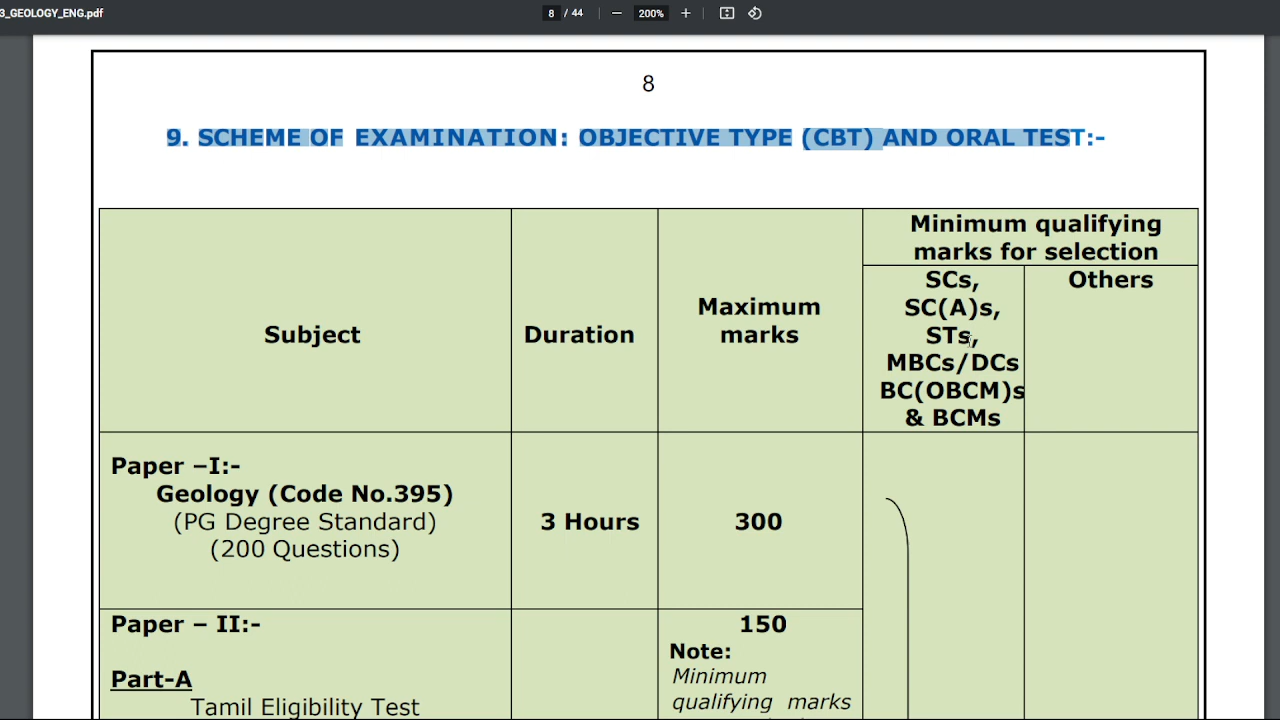 3_GEOLOGY_ENG.pdf
8 / 44
200%
8
9. SCHEME OF EXAMINATION: OBJECTIVE TYPE (CBT) AND ORAL TEST:-
Subject
Duration
Maximum
marks
Minimum qualifying
marks for selection
SCs,
SC(A)s,
STs,
MBCs/DCs
BC(OBCM)s
& BCMs
Others
Paper –I:-
Geology (Code No.395)
(PG Degree Standard)
(200 Questions)
3 Hours
300
Paper – II:-
Part-A
Tamil Eligibility Test
150
Note:
Minimum
qualifying marks